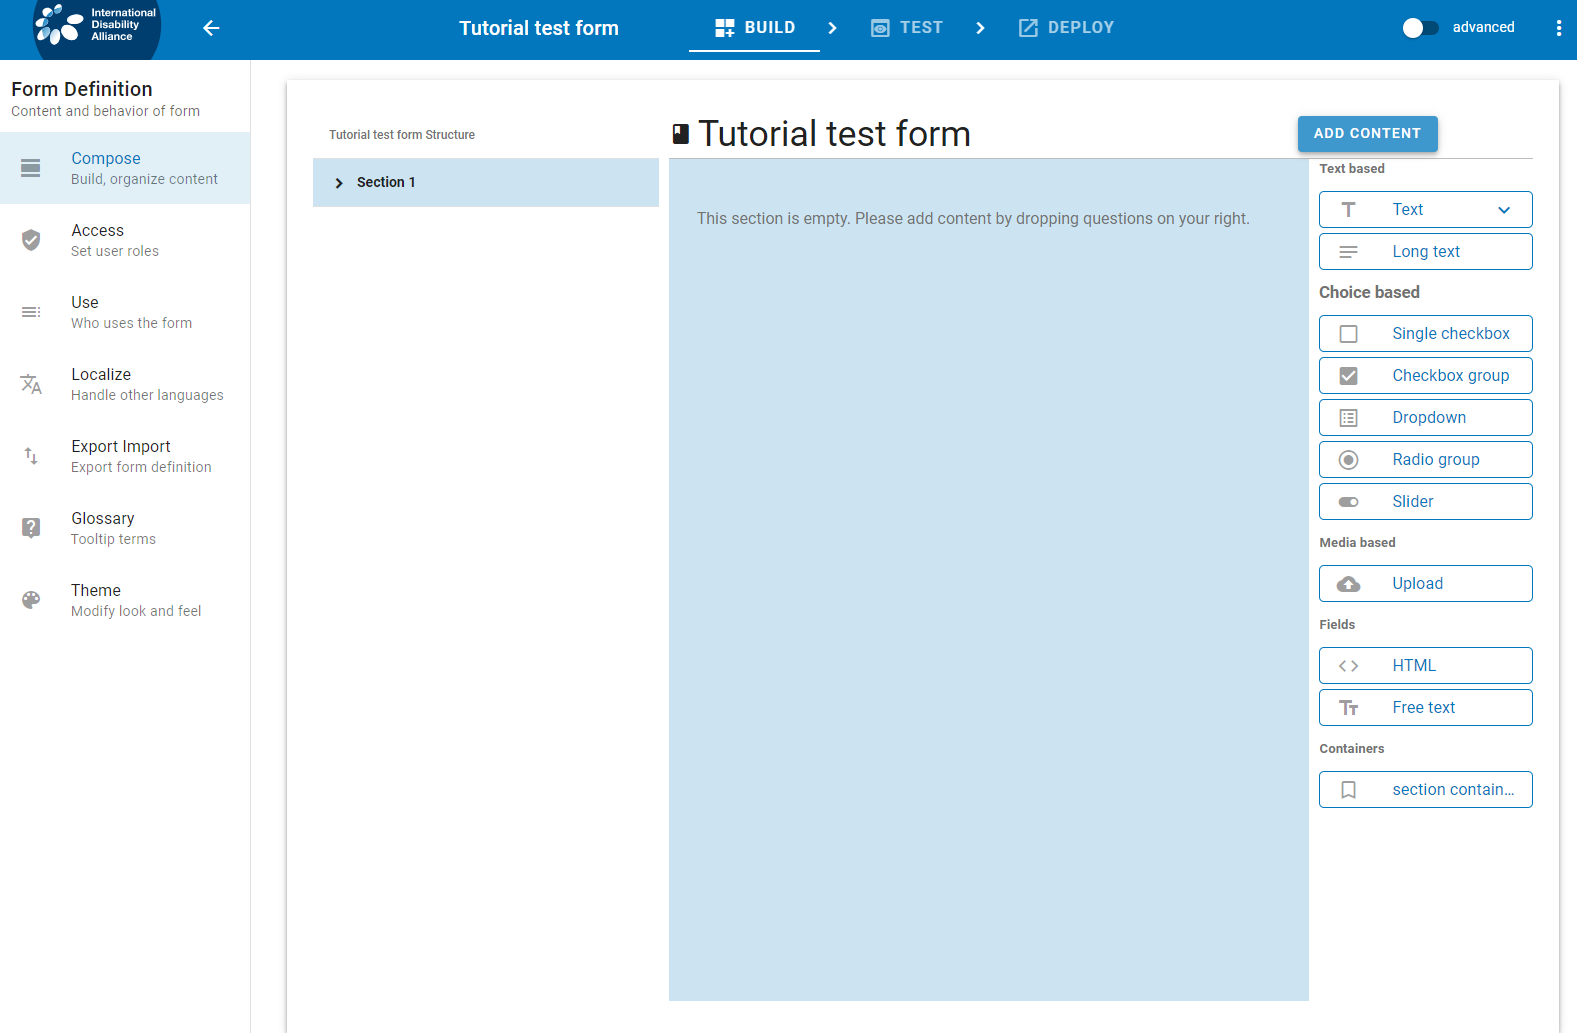 International
Disability
Alliance
Tutorial test form
BUILD
TEST
DEPLOY
advanced
Form Definition
Content and behavior of form
Compose
Build, organize content
Access
Set user roles
Use
Who uses the form
Localize
Handle other languages
Export Import
Export form definition
Glossary
Tooltip terms
Theme
Modify look and feel
Tutorial test form Structure
Section 1
Tutorial test form
This section is empty. Please add content by dropping questions on your right.
ADD CONTENT
Text based
Text
Long text
Choice based
Single checkbox
Checkbox group
Dropdown
Radio group
Slider
Media based
Upload
Fields
HTML
Free text
Containers
section contain...